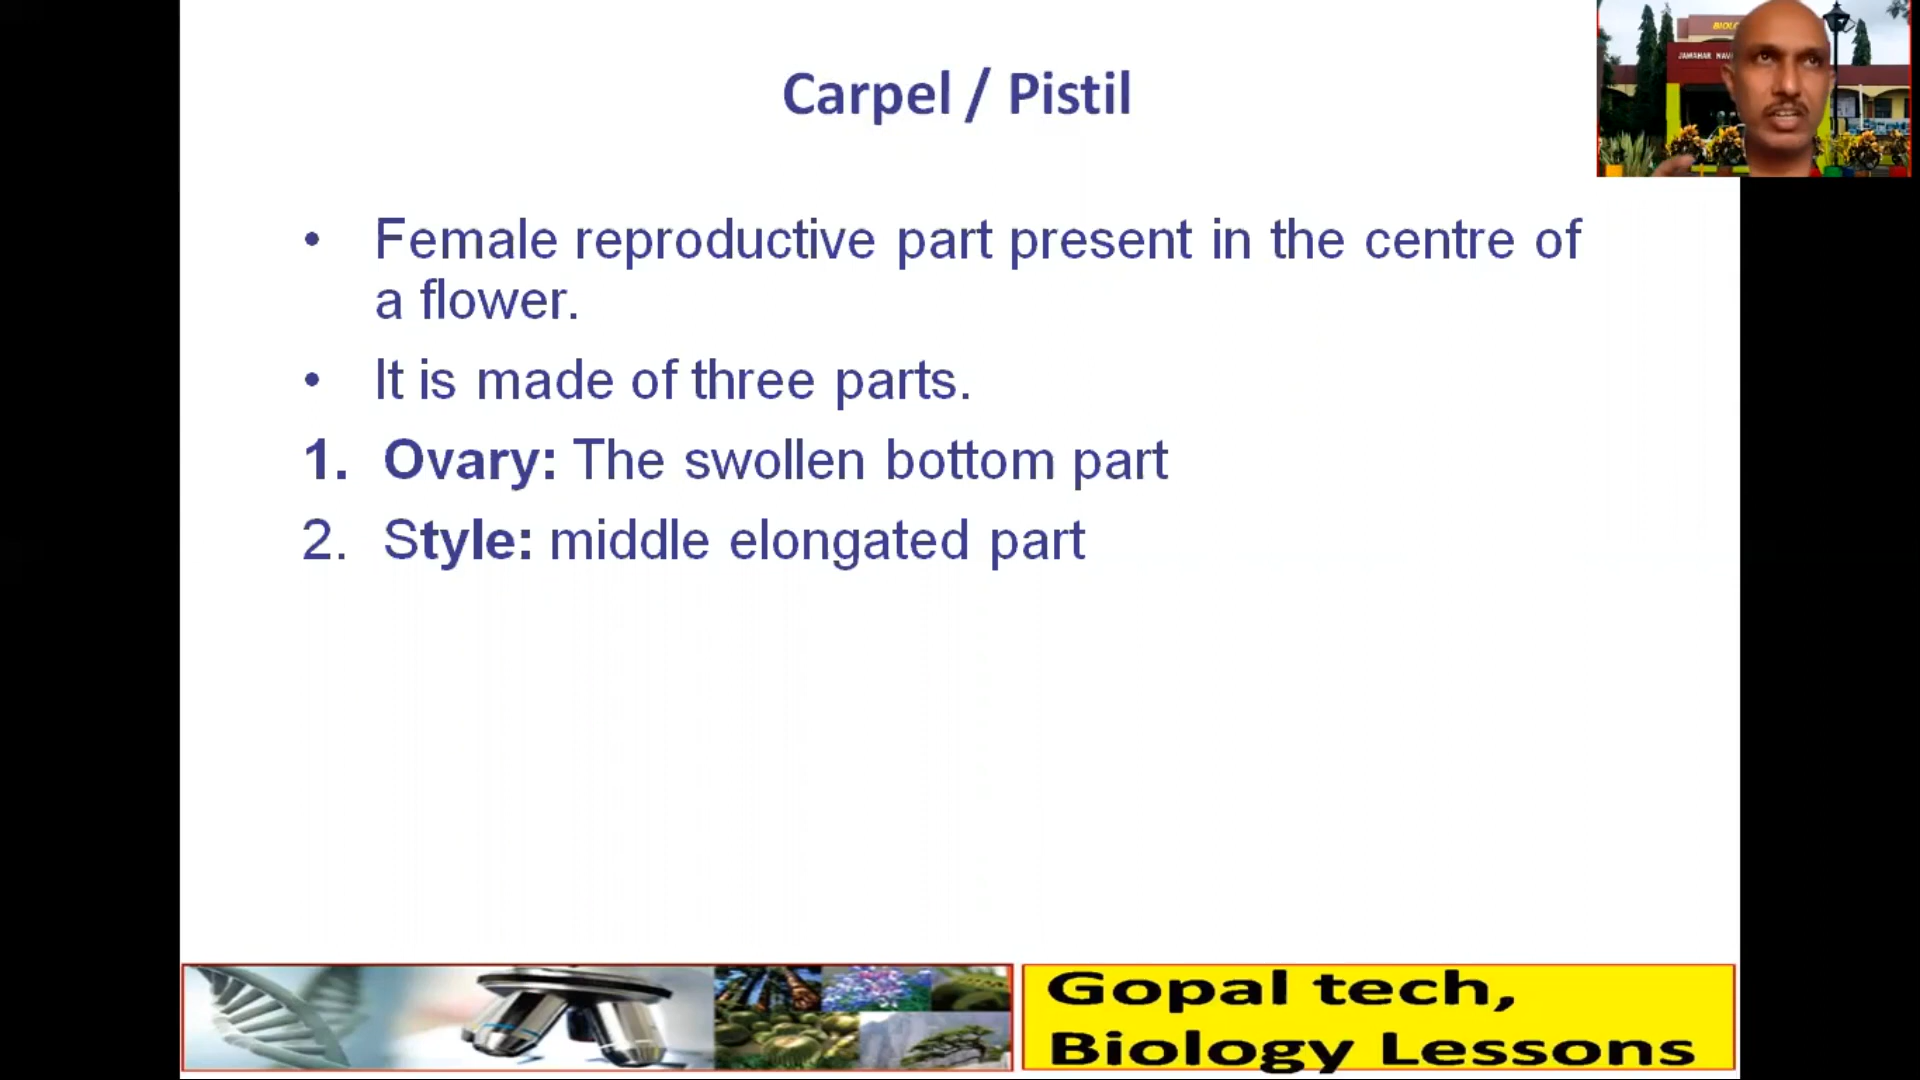 Carpel / Pistil
• Female reproductive part present in the centre of
a flower.
• It is made of three parts.
1. Ovary: The swollen bottom part
2. Style: middle elongated part
Gopal tech,
Biology Lessons
JAWAHAR